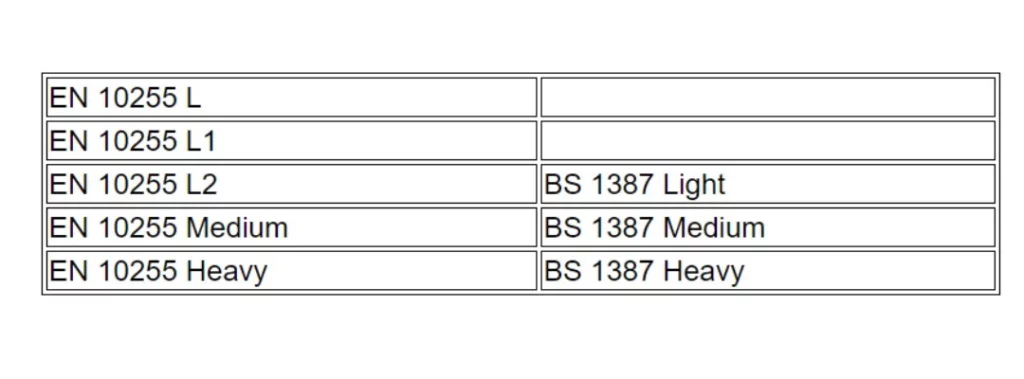 EN 10255 L
EN 10255 L1
EN 10255 L2 BS 1387 Light
EN 10255 Medium BS 1387 Medium
EN 10255 Heavy BS 1387 Heavy